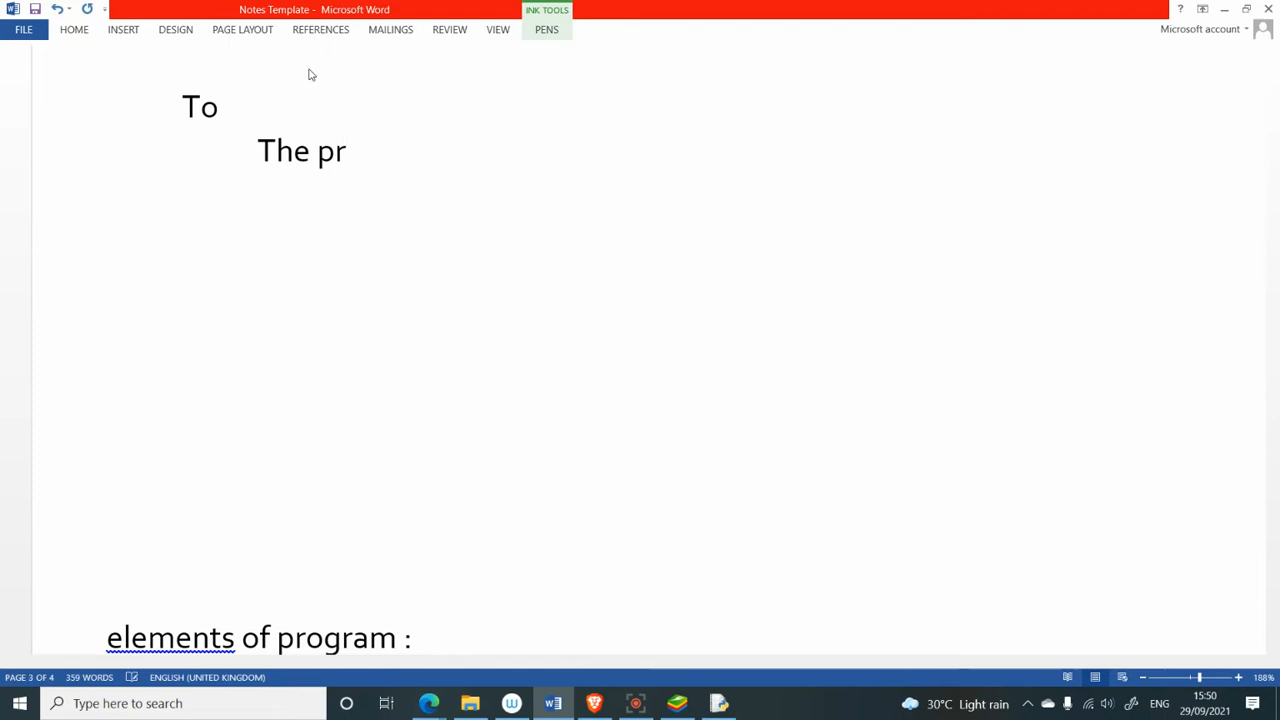 Notes Template - Microsoft Word
INK TOOLS
?
FILE
HOME
INSERT
DESIGN
PAGE LAYOUT
REFERENCES
MAILINGS
REVIEW
VIEW
PENS
Microsoft account
To
The pr
elements of program :
PAGE 3 OF 4
359 WORDS
ENGLISH (UNITED KINGDOM)
188%
Type here to search
30°C Light rain
ENG
15:50
29/09/2021